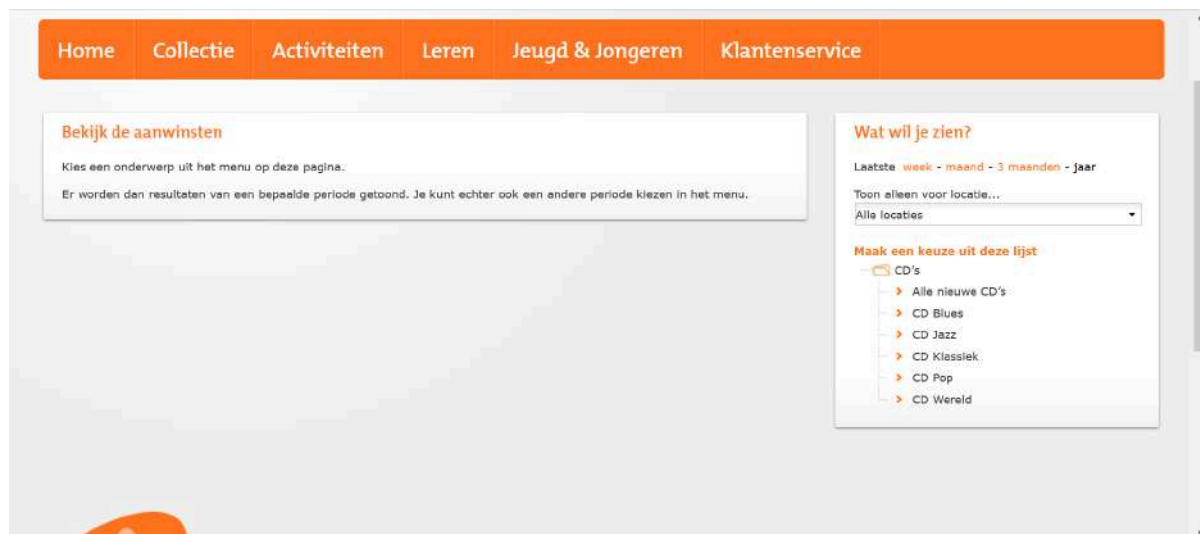 Home Collectie Activiteiten Leren Jeugd & Jongeren Klantenservice
Bekijk de aanwinsten
Kies een onderwerp uit het menu op deze pagina.
Er worden dan resultaten van een bepaalde periode getoond. Je kunt echter ook een andere periode kiezen in het menu.
Wat wil je zien?
Laatste week - maand - 3 maanden - jaar
Toon alleen voor locatie...
Alle locaties
Maak een keuze uit deze lijst
CD's
Alle nieuwe CD's
CD Blues
CD Jazz
CD Klassiek
CD Pop
CD Wereld